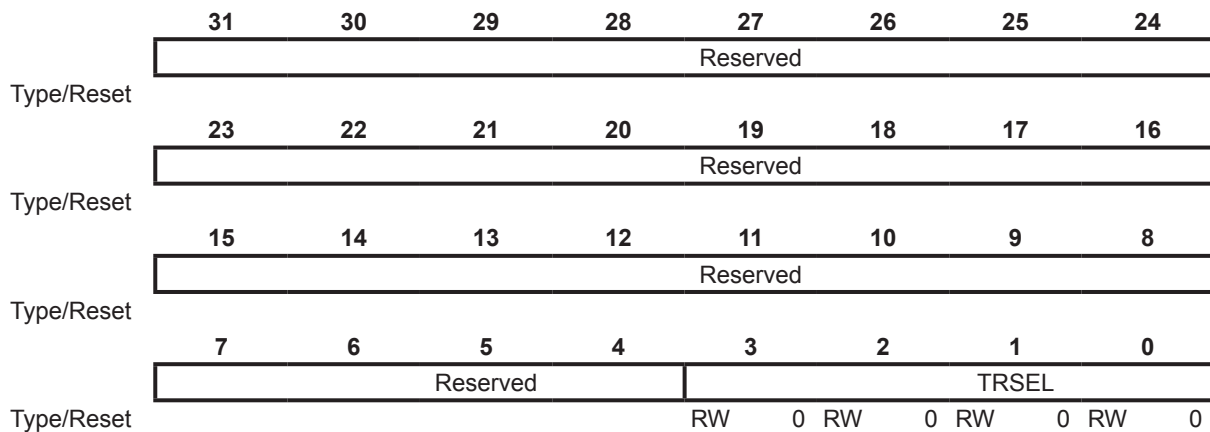 31 30 29 28 27 26 25 24
Reserved
Type/Reset
23 22 21 20 19 18 17 16
Reserved
Type/Reset
15 14 13 12 11 10 9 8
Reserved
Type/Reset
7 6 5 4 3 2 1 0
Reserved TRSEL
Type/Reset RW 0 RW 0 RW 0 RW 0